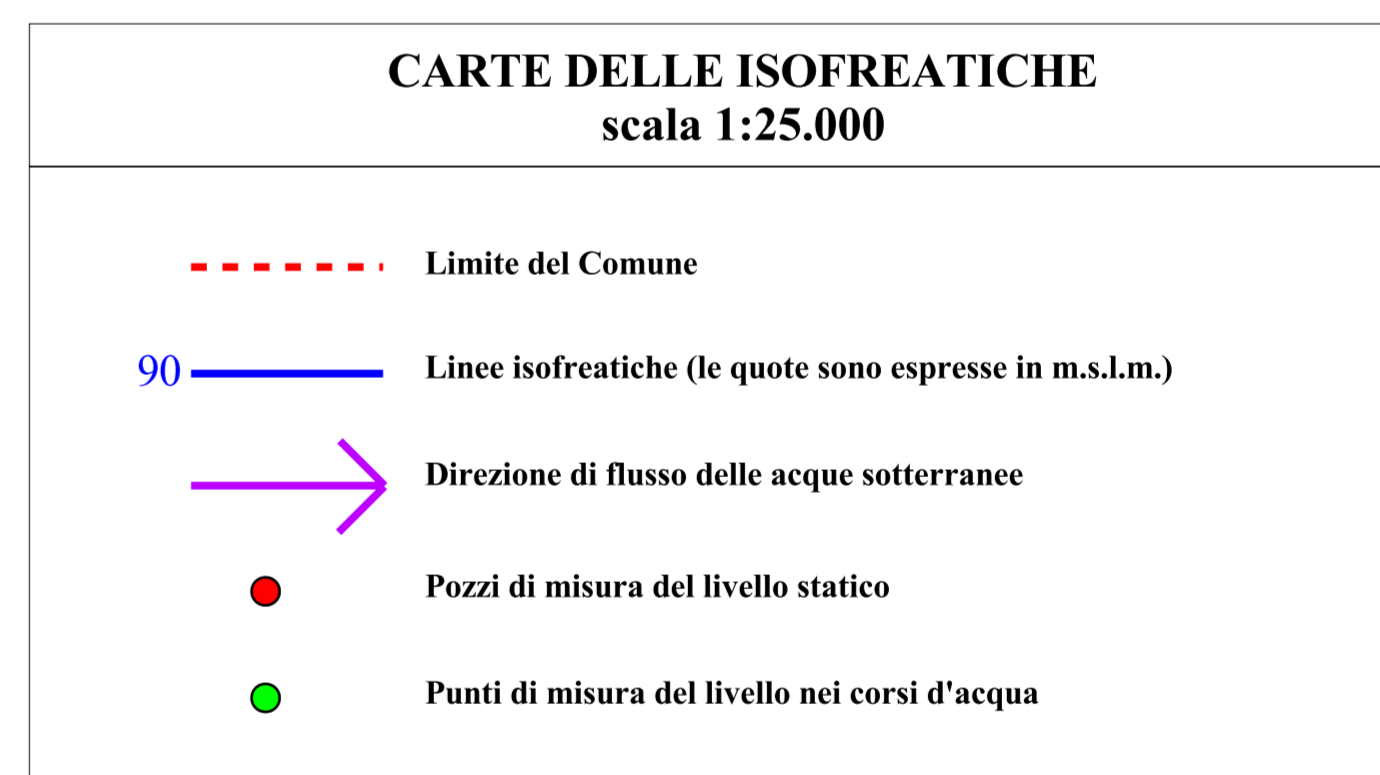 CARTE DELLE ISOFREATICHE
scala 1:25.000
Limite del Comune
90 Linee isofreatiche (le quote sono espresse in m.s.l.m.)
Direzione di flusso delle acque sotterranee
Pozzi di misura del livello statico
Punti di misura del livello nei corsi d'acqua